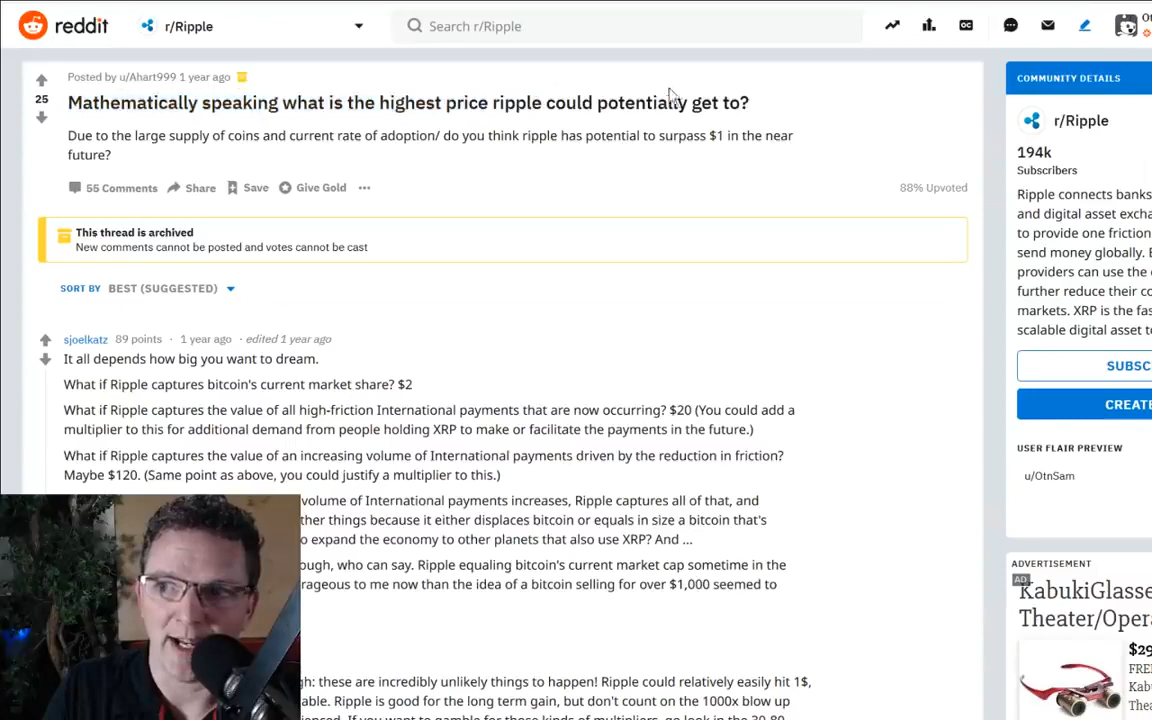 reddit r/Ripple Search r/Ripple
Posted by u/Ahart999 1 year ago
25
Mathematically speaking what is the highest price ripple could potentially get to?
Due to the large supply of coins and current rate of adoption/ do you think ripple has potential to surpass $1 in the near
future?
55 Comments Share Save Give Gold 88% Upvoted
This thread is archived
New comments cannot be posted and votes cannot be cast
SORT BY BEST (SUGGESTED)
sjoelkatz 89 points · 1 year ago · edited 1 year ago
It all depends how big you want to dream.
What if Ripple captures bitcoin's current market share? $2
What if Ripple captures the value of all high-friction International payments that are now occurring? $20 (You could add a
multiplier to this for additional demand from people holding XRP to make or facilitate the payments in the future.)
What if Ripple captures the value of an increasing volume of International payments driven by the reduction in friction?
Maybe $120. (Same point as above, you could justify a multiplier to this.)
volume of International payments increases, Ripple captures all of that, and
ther things because it either displaces bitcoin or equals in size a bitcoin that's
o expand the economy to other planets that also use XRP? And ...
ough, who can say. Ripple equaling bitcoin's current market cap sometime in the
rageous to me now than the idea of a bitcoin selling for over $1,000 seemed to
gh: these are incredibly unlikely things to happen! Ripple could relatively easily hit 1$,
able. Ripple is good for the long term gain, but don't count on the 1000x blow up
COMMUNITY DETAILS
r/Ripple
194k
Subscribers
Ripple connects banks
and digital asset excha
to provide one friction
send money globally.
providers can use the
further reduce their co
markets. XRP is the fas
scalable digital asset t
SUBSC
CREATE
USER FLAIR PREVIEW
u/OtnSam
ADVERTISEMENT
AD
KabukiGlasse
Theater/Oper
$29
FREE
Kabu
Theat